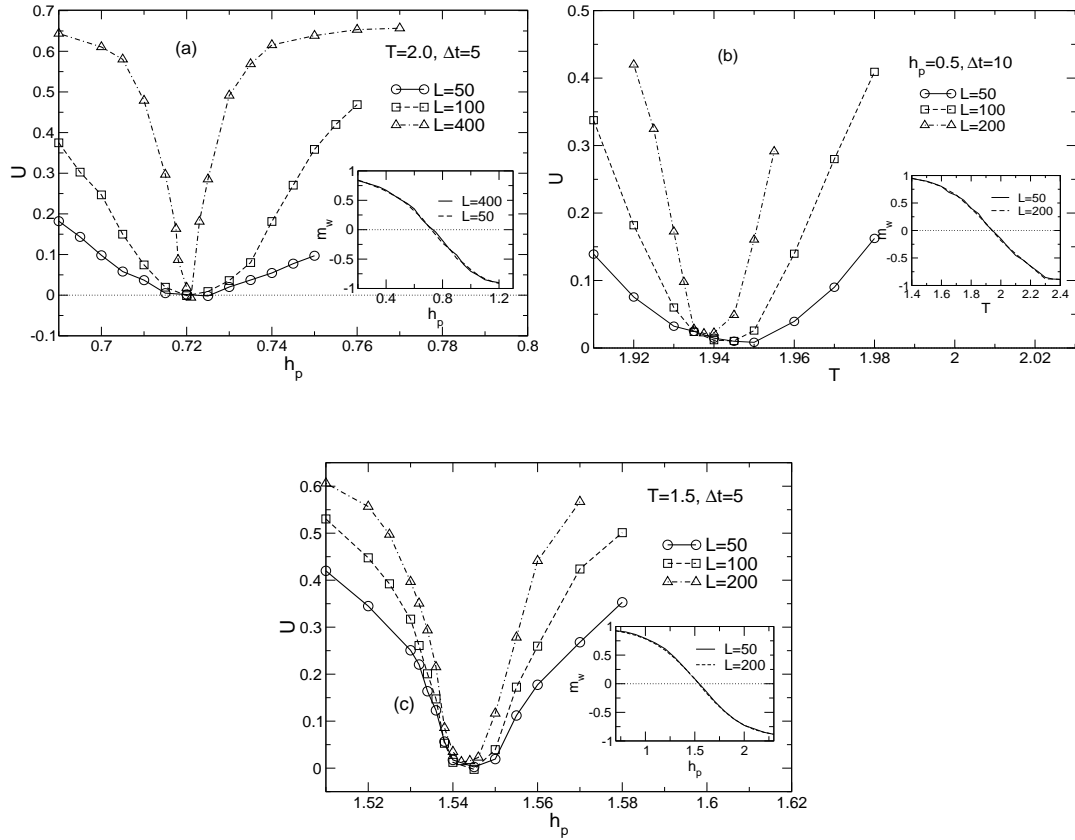 (a)
T=2.0, Δt=5
L=50
L=100
L=400
U
0.7
0.6
0.5
0.4
0.3
0.2
0.1
0
-0.1
0.7 0.72 0.74 0.76 0.78 0.8
h_p
m_w
1
0.5
0
-0.5
-1
L=400
L=50
0.4 0.8 1.2
h_p
(b)
h_p=0.5, Δt=10
L=50
L=100
L=200
U
0.5
0.4
0.3
0.2
0.1
0
1.92 1.94 1.96 1.98 2 2.02
T
m_w
1
0.5
0
-0.5
-1
L=50
L=200
1.4 1.6 1.8 2 2.2 2.4
T
(c)
T=1.5, Δt=5
L=50
L=100
L=200
U
0.6
0.5
0.4
0.3
0.2
0.1
0
1.52 1.54 1.56 1.58 1.6 1.62
h_p
m_w
1
0.5
0
-0.5
-1
L=50
L=200
1 1.5 2
h_p